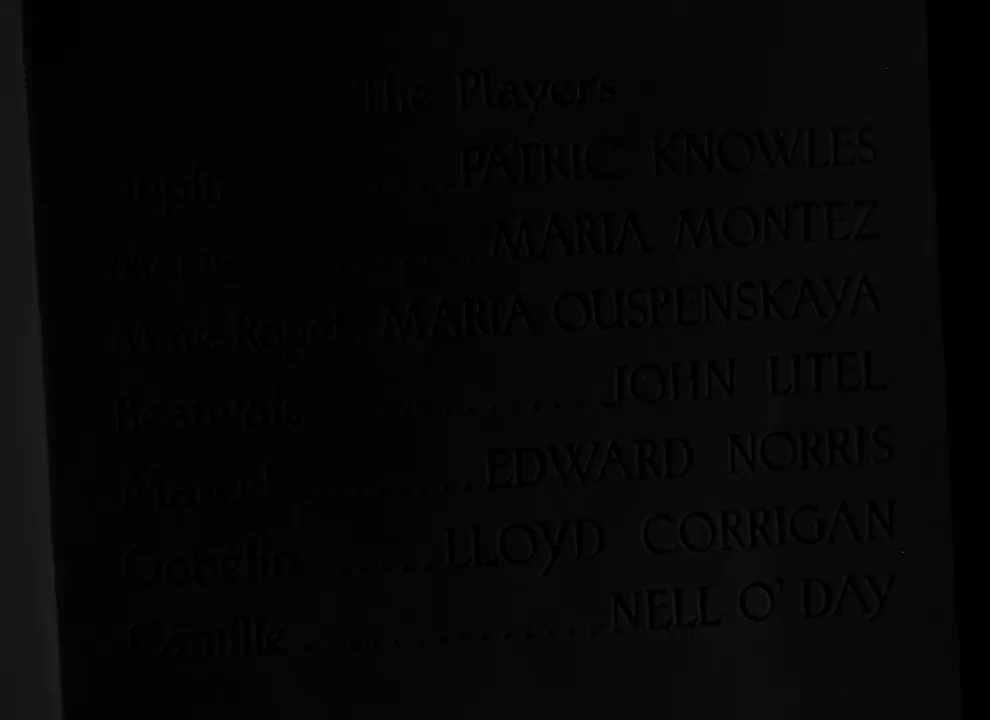 The Players
Dupin ...PATRIC KNOWLES
Marie ........MARIA MONTEZ
Mme. Roget . MARIA OUSPENSKAYA
Beauvais ............JOHN LITEL
Marcel ...........EDWARD NORRIS
Gobelin ......LLOYD CORRIGAN
Camille ................NELL O' DAY